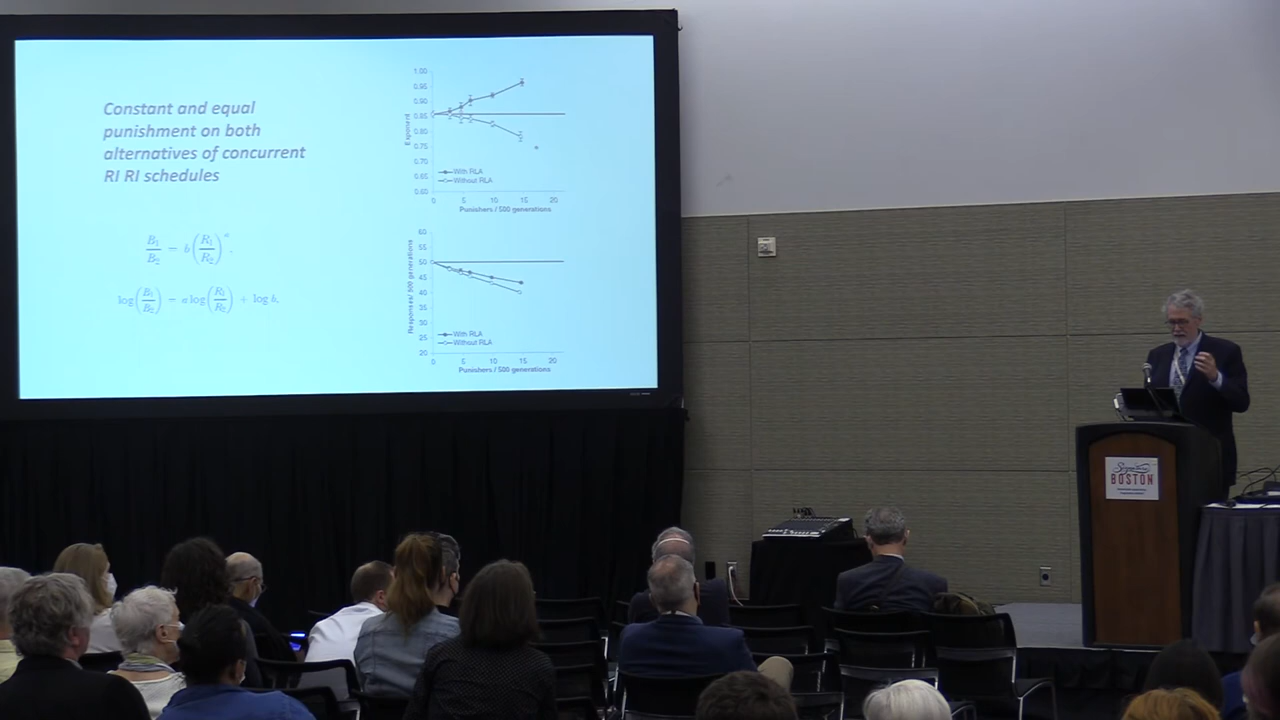 Constant and equal
punishment on both
alternatives of concurrent
RI RI schedules
B₁/B₂ = b(R₁/R₂)ᵃ.
log(B₁/B₂) = a log(R₁/R₂) + log b,
1.00
0.95
0.90
0.85
0.80
0.75
0.70
0.65
0.60
Exponent
With RLA
Without RLA
0 5 10 15 20
Punishers / 500 generations
60
55
50
45
40
35
30
25
20
Responses / 500 generations
With RLA
Without RLA
0 5 10 15 20
Punishers / 500 generations
Signature
BOSTON